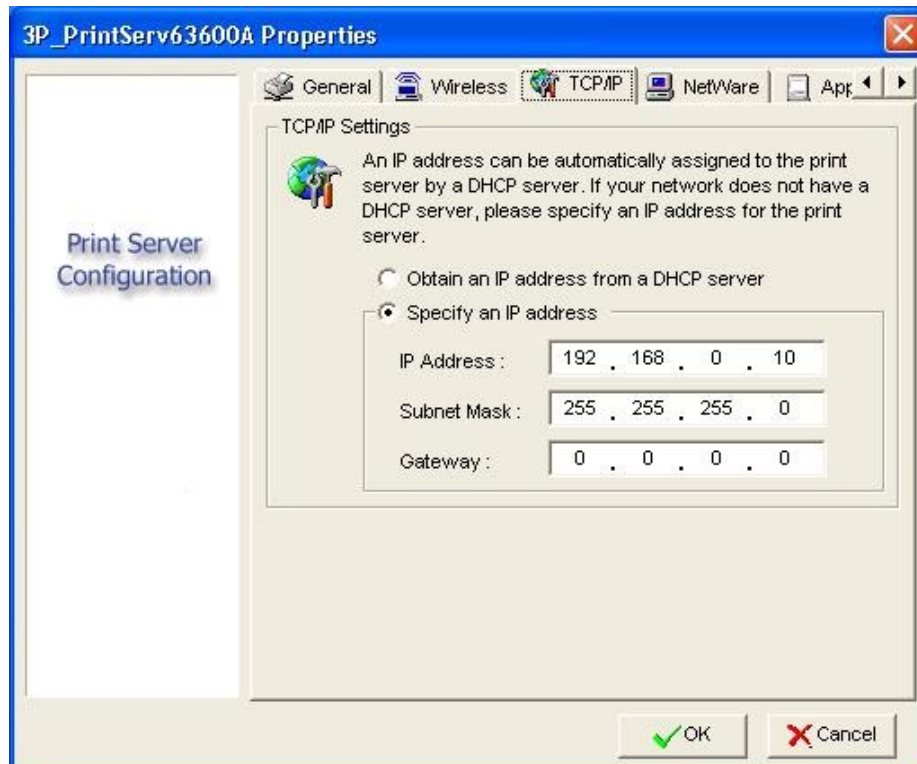 3P_PrintServ63600A Properties
General
Wireless
TCP/IP
NetWare
App
TCP/IP Settings
An IP address can be automatically assigned to the print
server by a DHCP server. If your network does not have a
DHCP server, please specify an IP address for the print
server.
Print Server
Configuration
Obtain an IP address from a DHCP server
Specify an IP address
IP Address : 192 . 168 . 0 . 10
Subnet Mask : 255 . 255 . 255 . 0
Gateway : 0 . 0 . 0 . 0
OK
Cancel